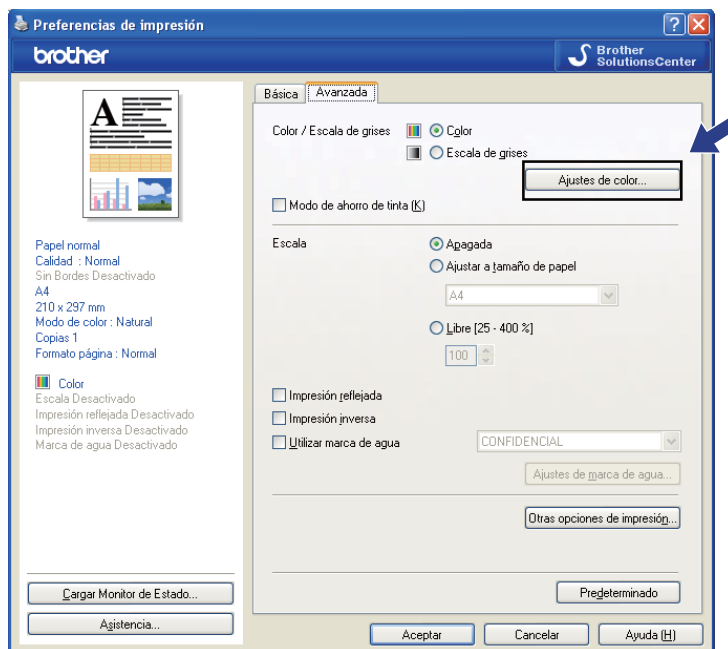 Preferencias de impresión
brother
Brother
SolutionsCenter
Básica
Avanzada
A
Papel normal
Calidad : Normal
Sin Bordes Desactivado
A4
210 x 297 mm
Modo de color : Natural
Copias 1
Formato página : Normal
Color
Escala Desactivado
Impresión reflejada Desactivado
Impresión inversa Desactivado
Marca de agua Desactivado
Cargar Monitor de Estado...
Asistencia...
Color / Escala de grises
Color
Escala de grises
Ajustes de color...
Modo de ahorro de tinta (K)
Escala
Apagada
Ajustar a tamaño de papel
A4
Libre [25 - 400 %]
100
Impresión reflejada
Impresión inversa
Utilizar marca de agua
CONFIDENCIAL
Ajustes de marca de agua...
Otras opciones de impresión...
Predeterminado
Aceptar
Cancelar
Ayuda (H)